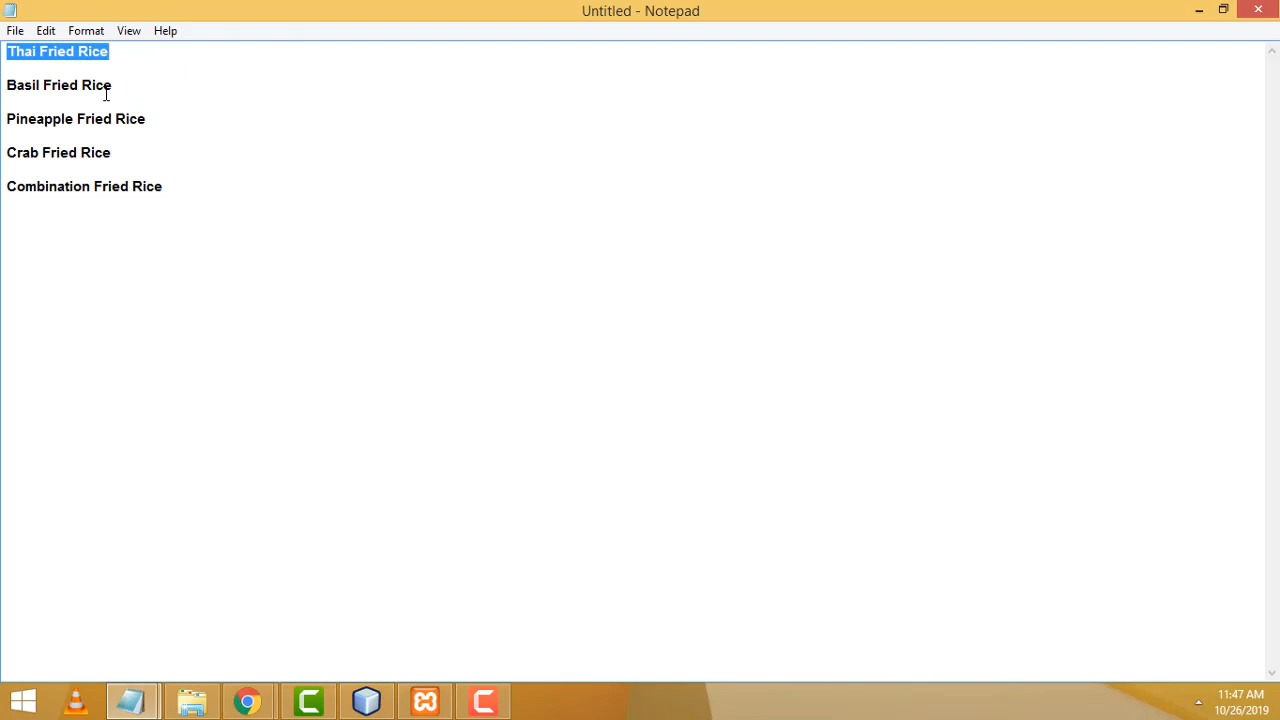 Untitled - Notepad
File Edit Format View Help
Thai Fried Rice
Basil Fried Rice
Pineapple Fried Rice
Crab Fried Rice
Combination Fried Rice
11:47 AM
10/26/2019